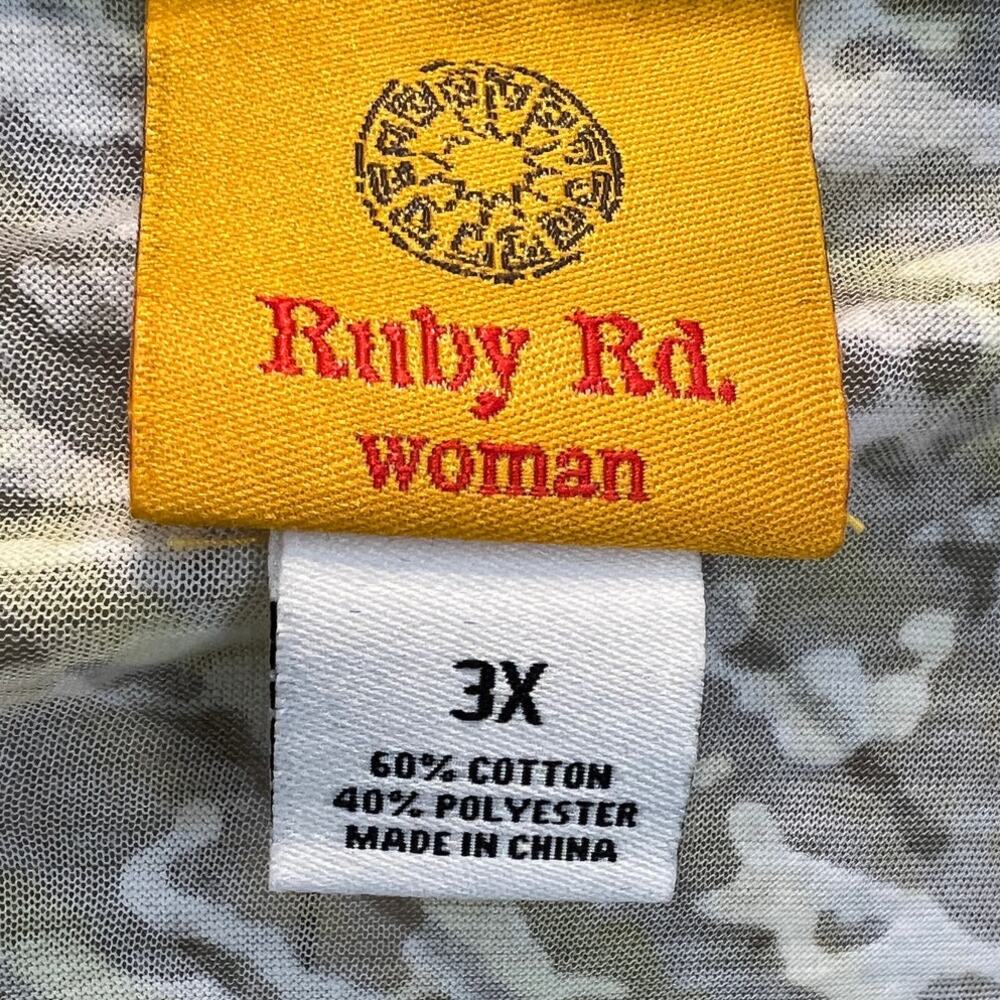 Ruby Rd.
woman
3X
60% COTTON
40% POLYESTER
MADE IN CHINA